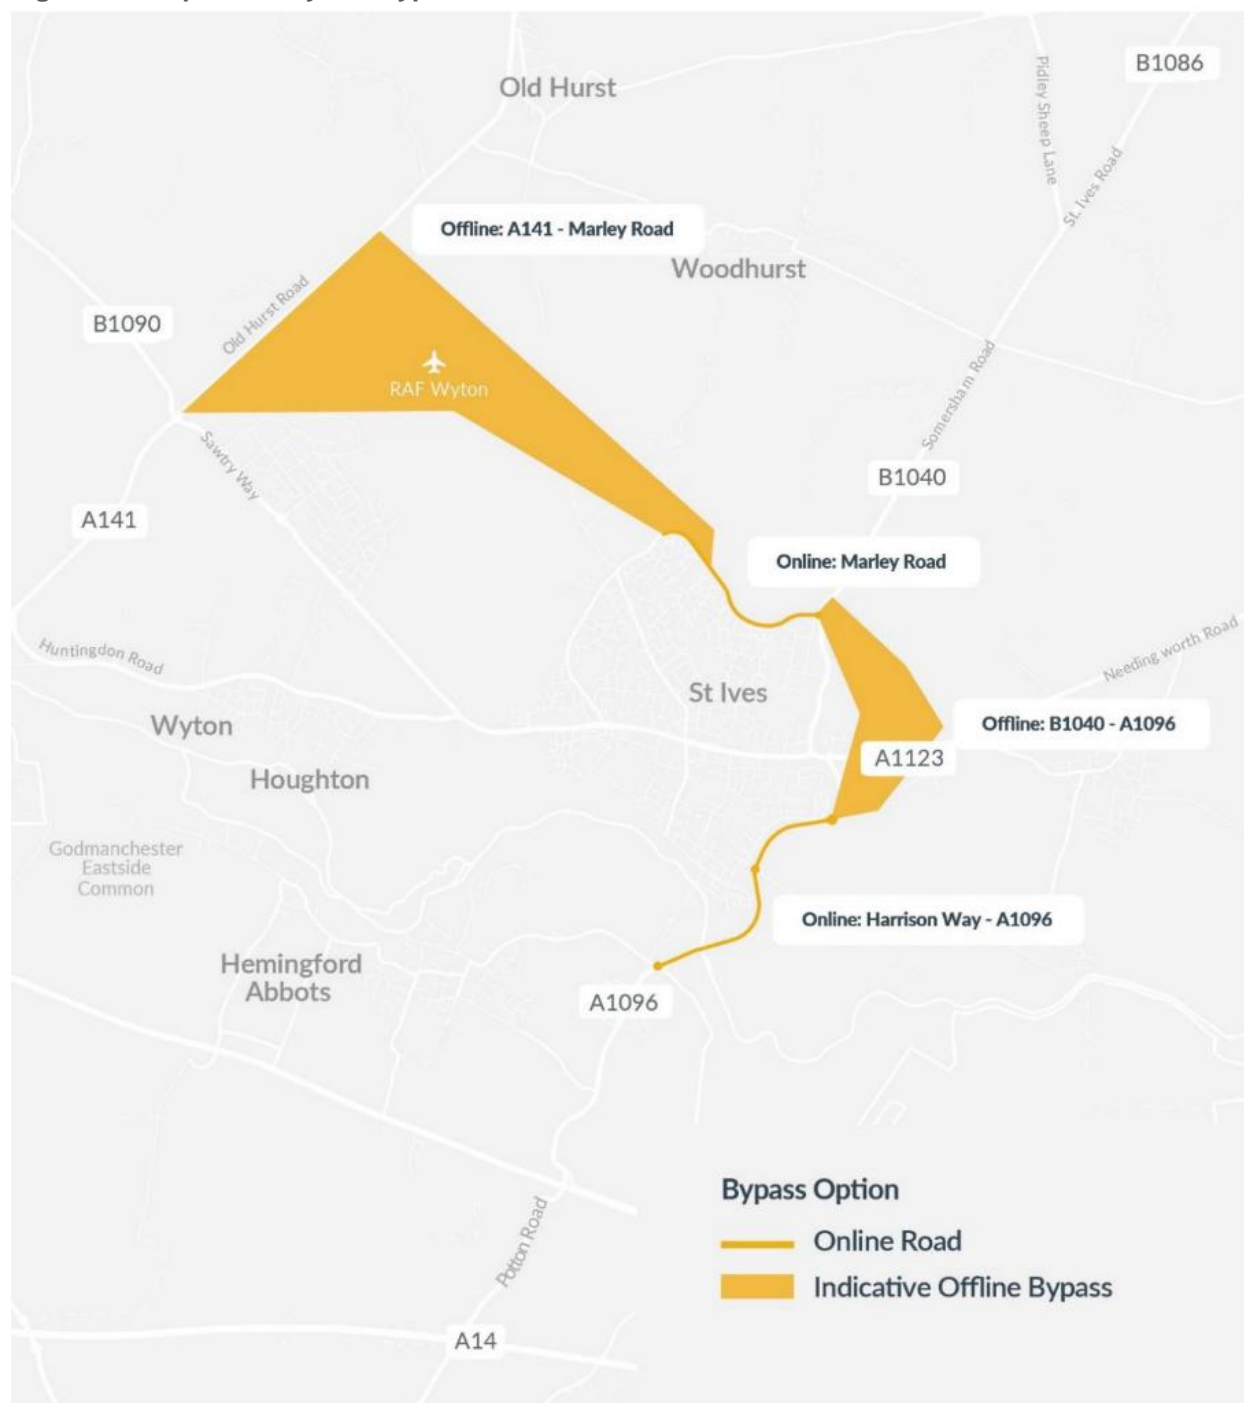 B1086
Old Hurst
Pidley Sheep Lane
St. Ives Road
Offline: A141 - Marley Road
Woodhurst
B1090
Old Hurst Road
RAF Wyton
Somersham Road
Sawtry Way
B1040
A141
Online: Marley Road
Huntingdon Road
Needing worth Road
St Ives
Wyton
Offline: B1040 - A1096
A1123
Houghton
Godmanchester
Eastside
Common
Online: Harrison Way - A1096
Hemingford
Abbots
A1096
Bypass Option
Online Road
Indicative Offline Bypass
Potton Road
A14